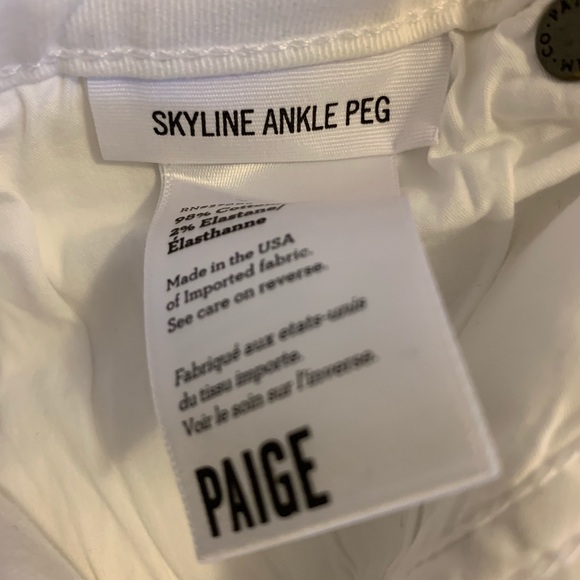 SKYLINE ANKLE PEG
98% Cotton/
2% Elastane/
Élasthanne
Made in the USA
of Imported fabric.
See care on reverse.
Fabriqué aux etats-unis
du tissu importe.
Voir le soin sur l'inverse.
PAIGE